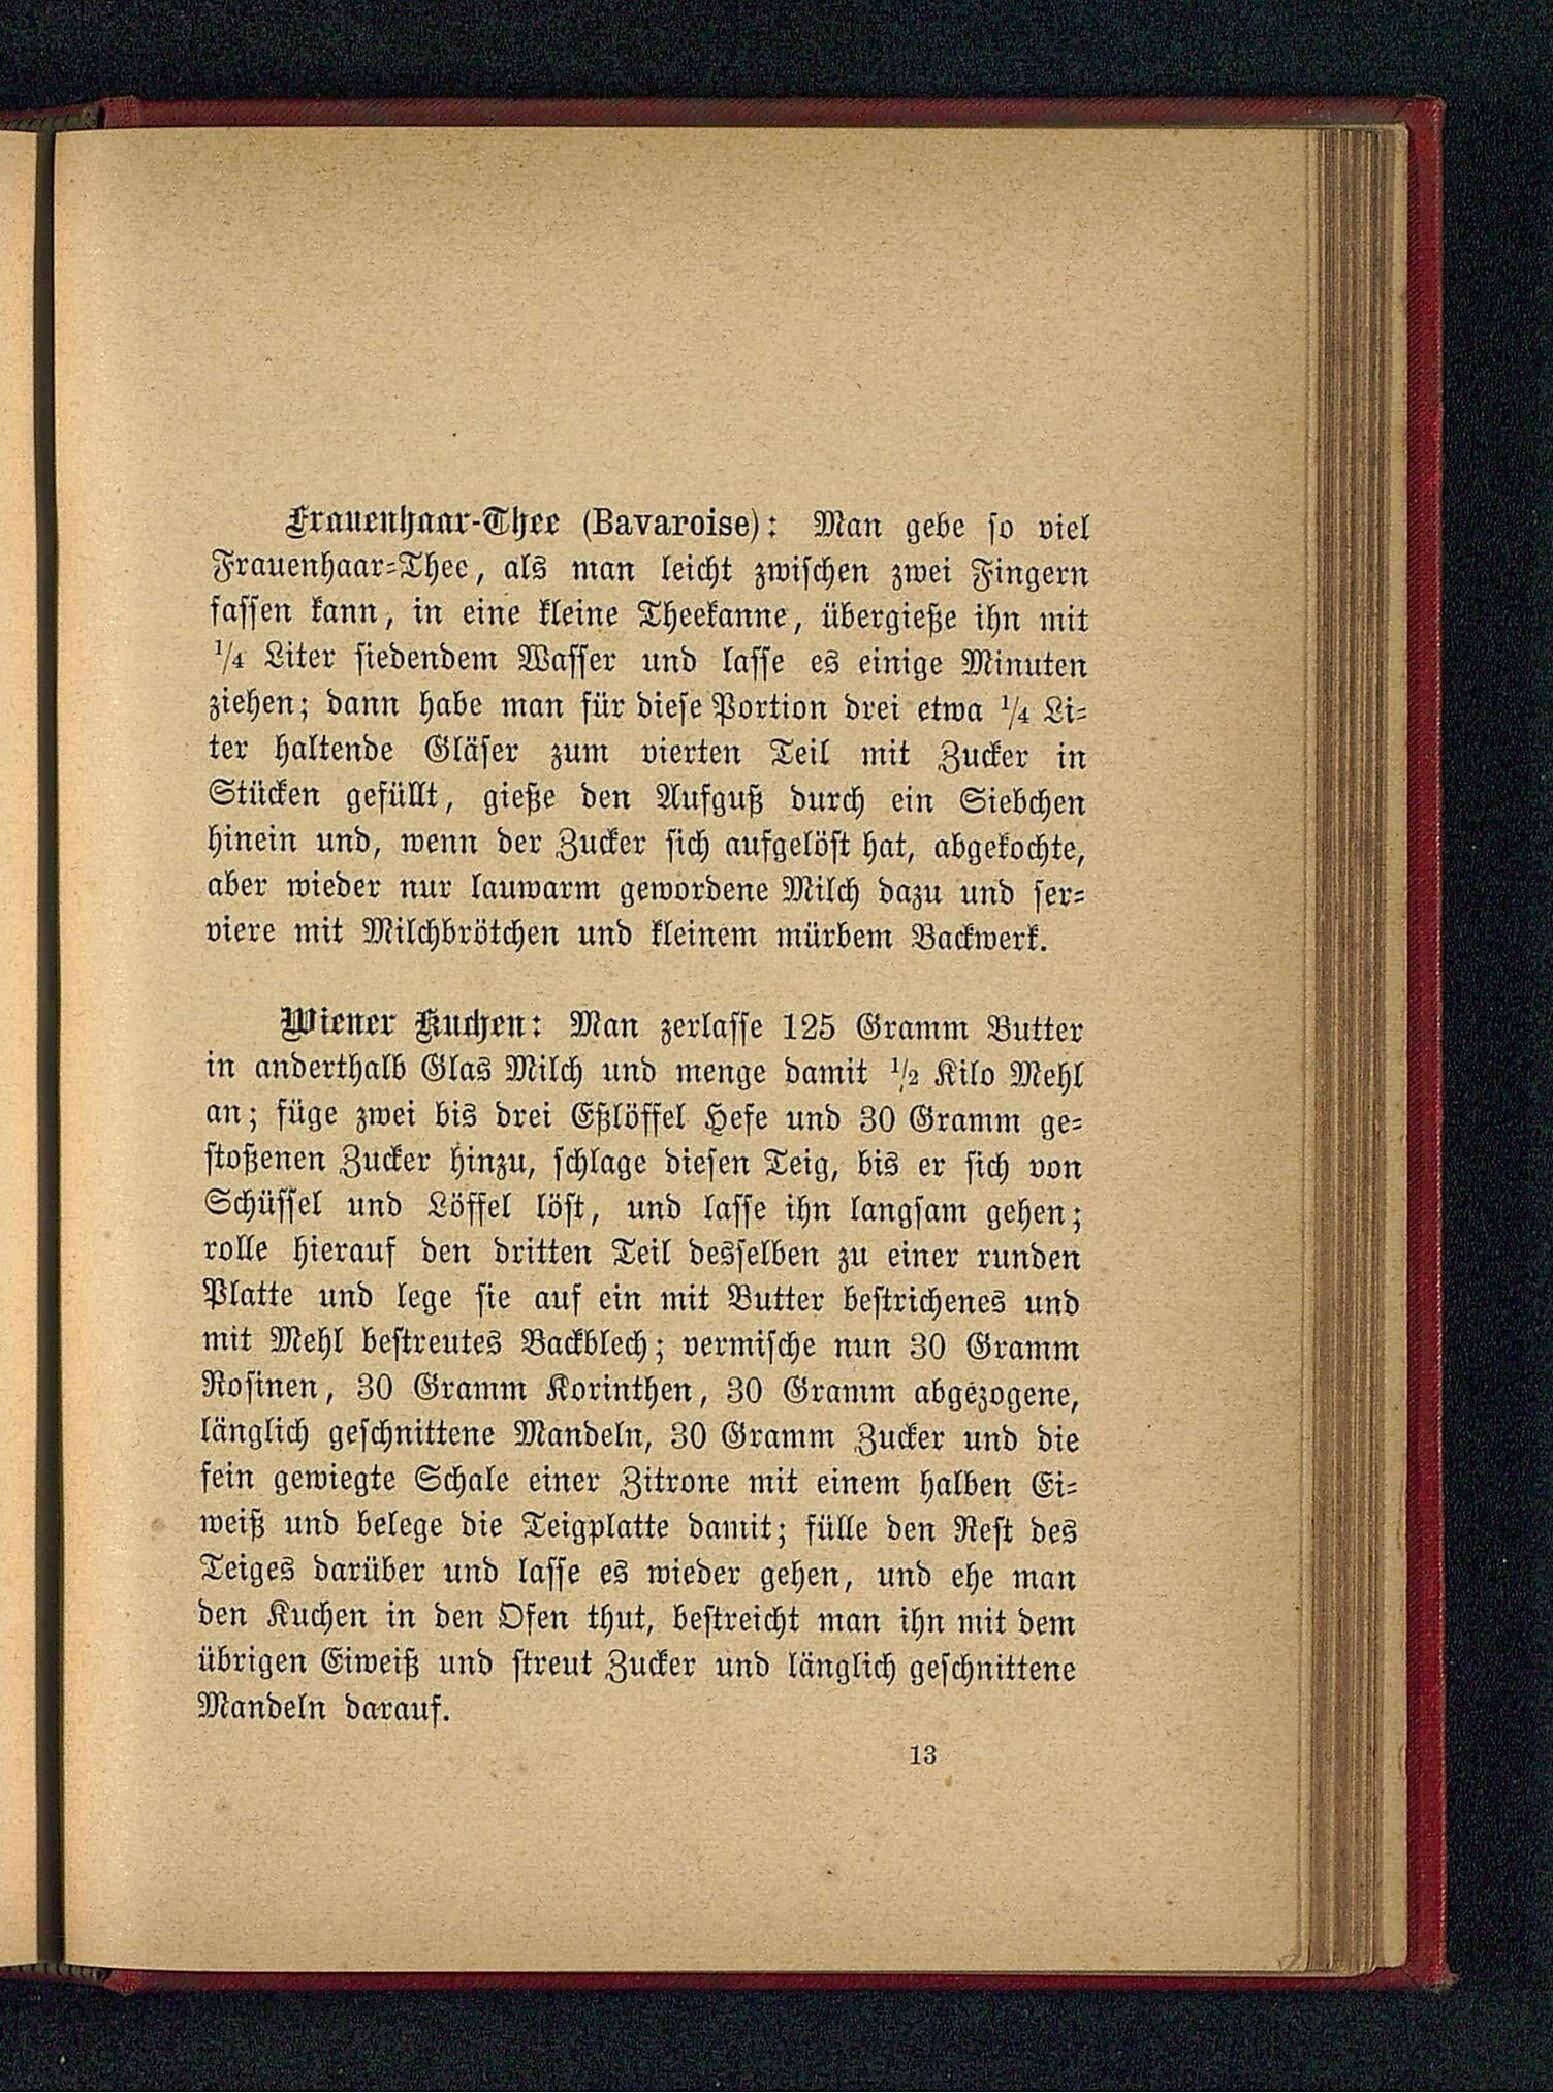 Frauenhaar-Thee (Bavaroise): Man gebe so viel
Frauenhaar-Thee, als man leicht zwischen zwei Fingern
fassen kann, in eine kleine Theekanne, übergieße ihn mit
1/4 Liter siedendem Wasser und lasse es einige Minuten
ziehen; dann habe man für diese Portion drei etwa 1/4 Li-
ter haltende Gläser zum vierten Teil mit Zucker in
Stücken gefüllt, gieße den Aufguß durch ein Siebchen
hinein und, wenn der Zucker sich aufgelöst hat, abgekochte,
aber wieder nur lauwarm gewordene Milch dazu und ser-
viere mit Milchbrötchen und kleinem mürbem Backwerk.
Wiener Kuchen: Man zerlasse 125 Gramm Butter
in anderthalb Glas Milch und menge damit 1/2 Kilo Mehl
an; füge zwei bis drei Eßlöffel Hefe und 30 Gramm ge-
stoßenen Zucker hinzu, schlage diesen Teig, bis er sich von
Schüssel und Löffel löst, und lasse ihn langsam gehen;
rolle hierauf den dritten Teil desselben zu einer runden
Platte und lege sie auf ein mit Butter bestrichenes und
mit Mehl bestreutes Backblech; vermische nun 30 Gramm
Rosinen, 30 Gramm Korinthen, 30 Gramm abgezogene,
länglich geschnittene Mandeln, 30 Gramm Zucker und die
fein gewiegte Schale einer Zitrone mit einem halben Ei-
weiß und belege die Teigplatte damit; fülle den Rest des
Teiges darüber und lasse es wieder gehen, und ehe man
den Kuchen in den Ofen thut, bestreicht man ihn mit dem
übrigen Eiweiß und streut Zucker und länglich geschnittene
Mandeln darauf.
13